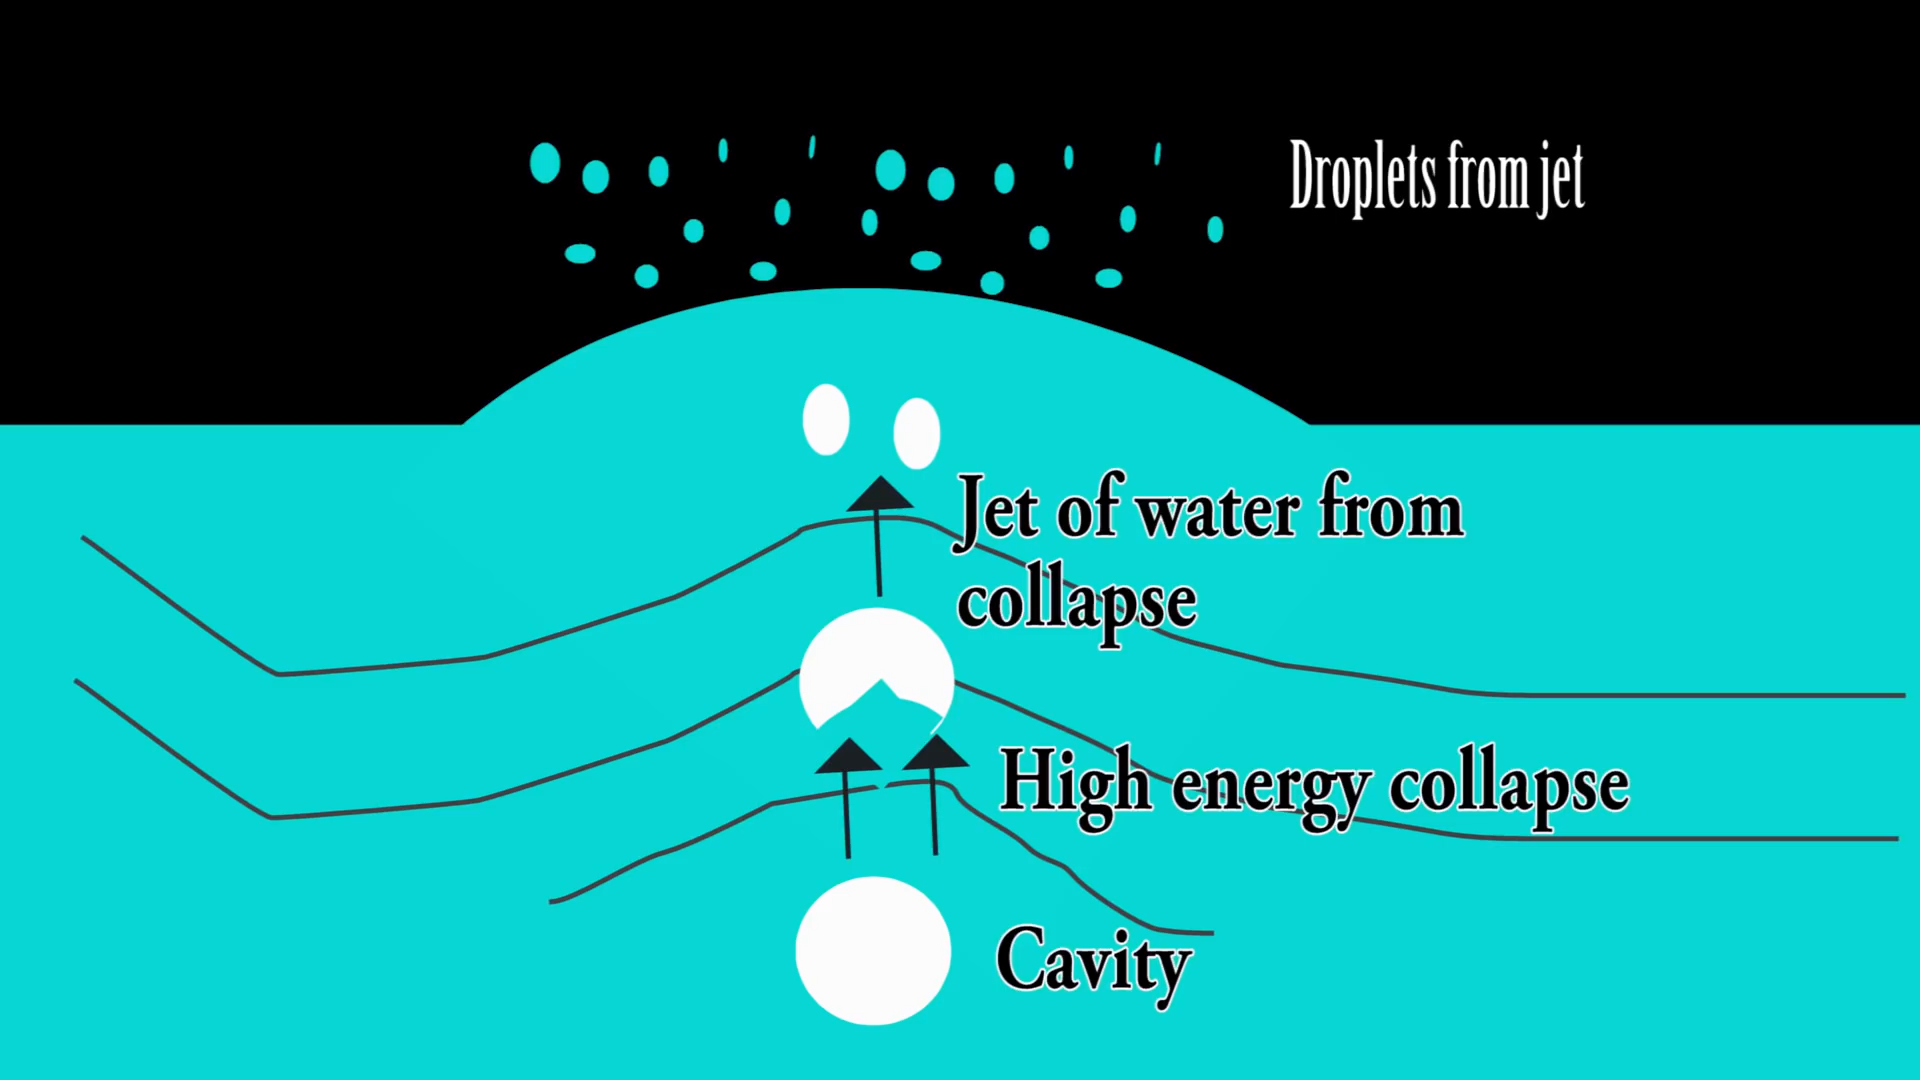 Droplets from jet
Jet of water from
collapse
High energy collapse
Cavity